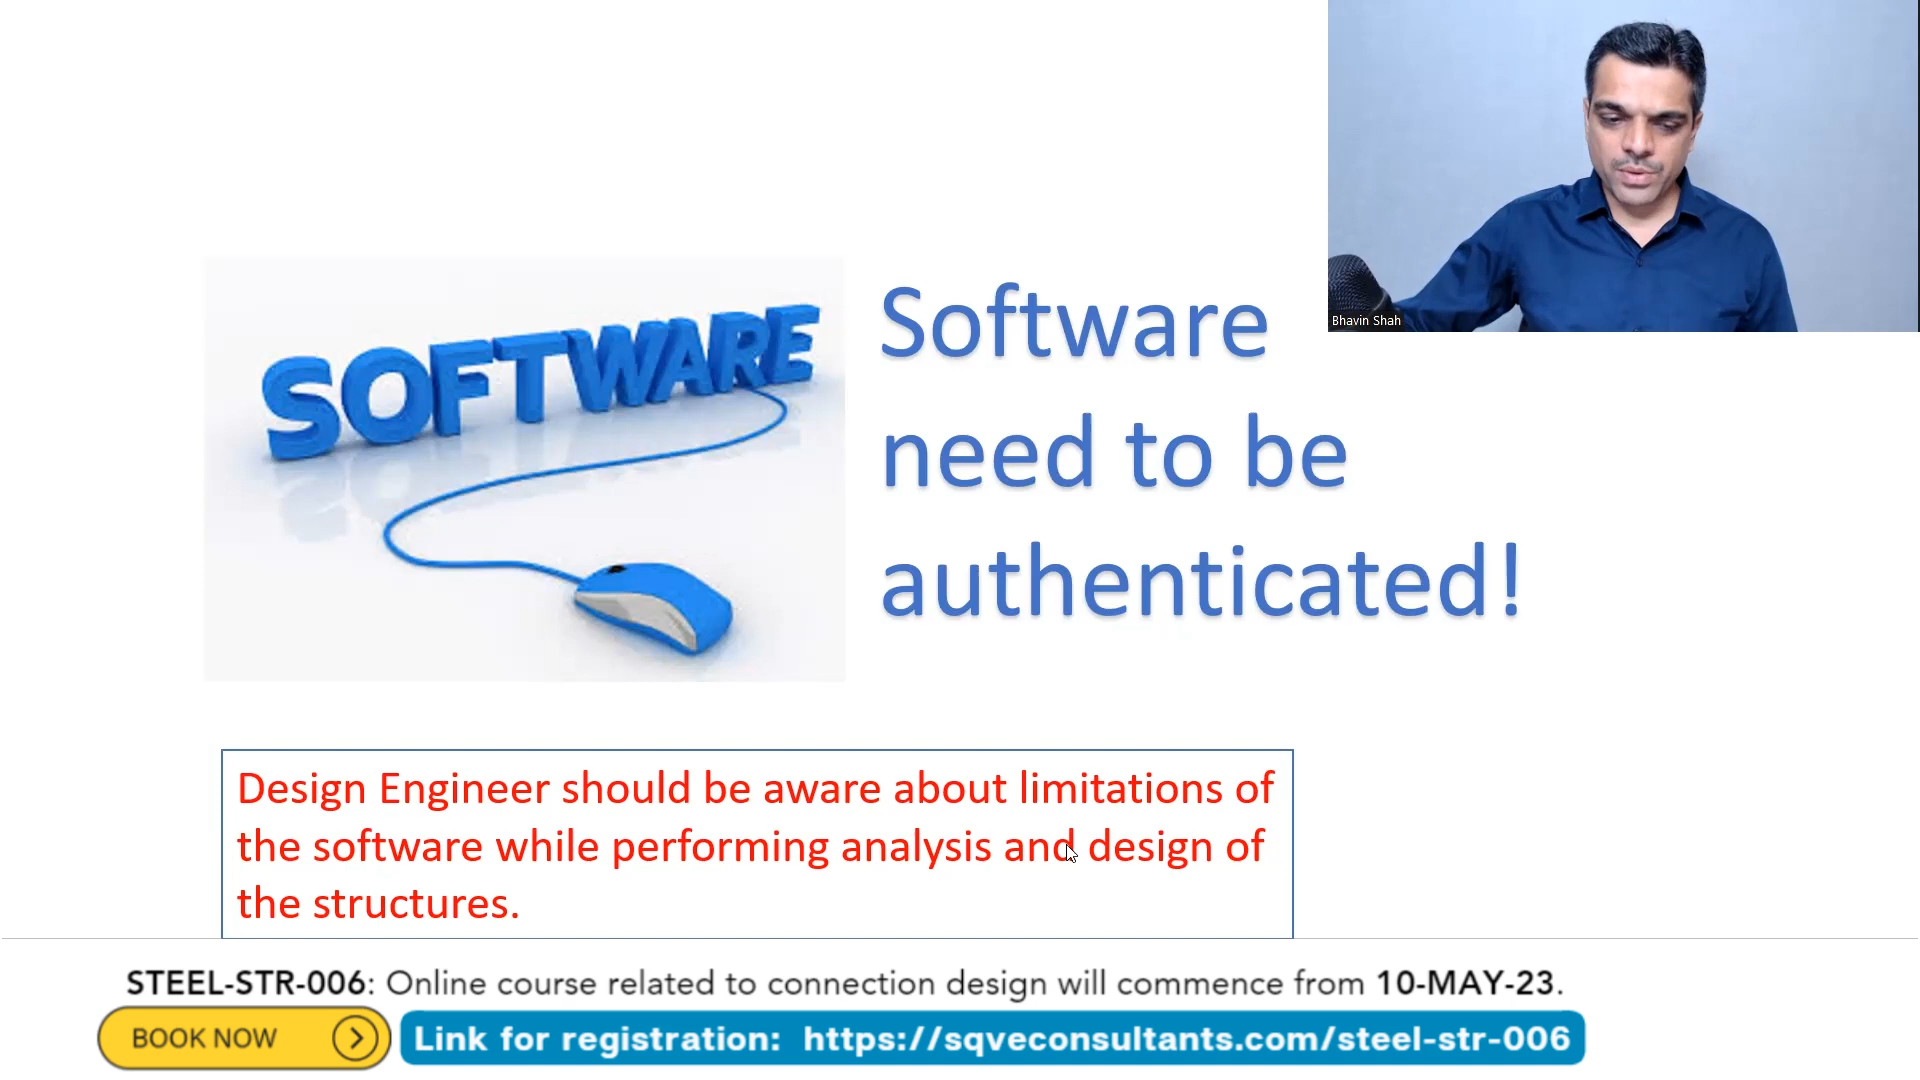 Bhavin Shah
SOFTWARE
Software
need to be
authenticated!
Design Engineer should be aware about limitations of
the software while performing analysis and design of
the structures.
STEEL-STR-006: Online course related to connection design will commence from 10-MAY-23.
BOOK NOW
Link for registration: https://sqveconsultants.com/steel-str-006